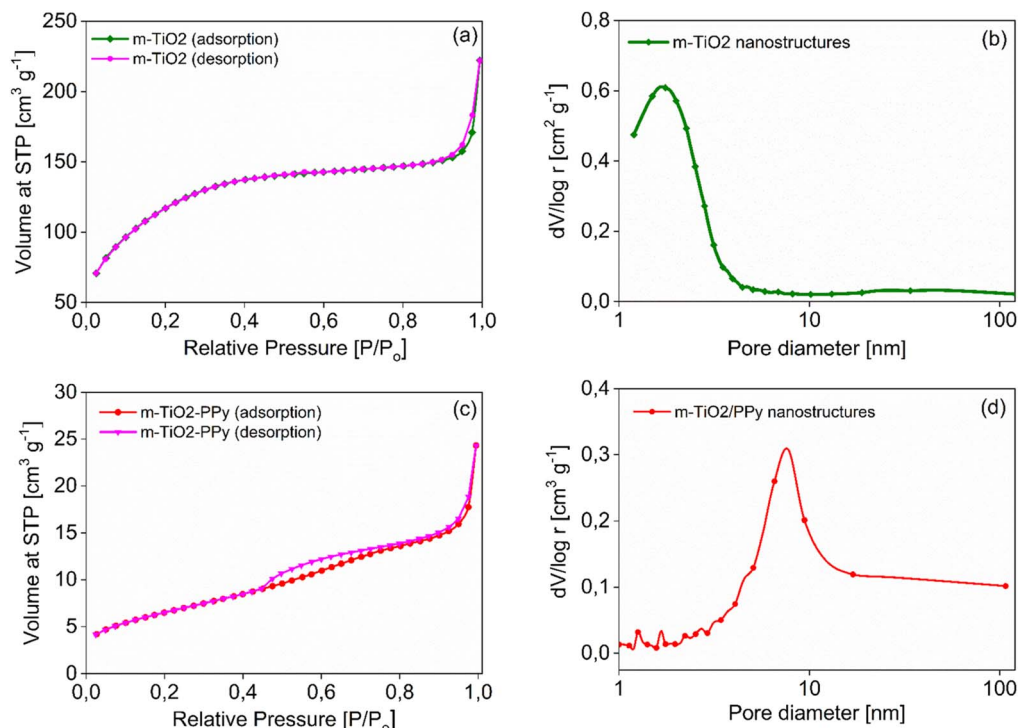 (a)
m-TiO2 (adsorption)
m-TiO2 (desorption)
Volume at STP [cm³ g⁻¹]
250
200
150
100
50
0,0 0,2 0,4 0,6 0,8 1,0
Relative Pressure [P/Pₒ]
(b)
m-TiO2 nanostructures
dV/log r [cm² g⁻¹]
0,8
0,6
0,4
0,2
0,0
1 10 100
Pore diameter [nm]
(c)
m-TiO2-PPy (adsorption)
m-TiO2-PPy (desorption)
Volume at STP [cm³ g⁻¹]
30
25
20
15
10
5
0
0,0 0,2 0,4 0,6 0,8 1,0
Relative Pressure [P/Pₒ]
(d)
m-TiO2/PPy nanostructures
dV/log r [cm³ g⁻¹]
0,4
0,3
0,2
0,1
0,0
1 10 100
Pore diameter [nm]